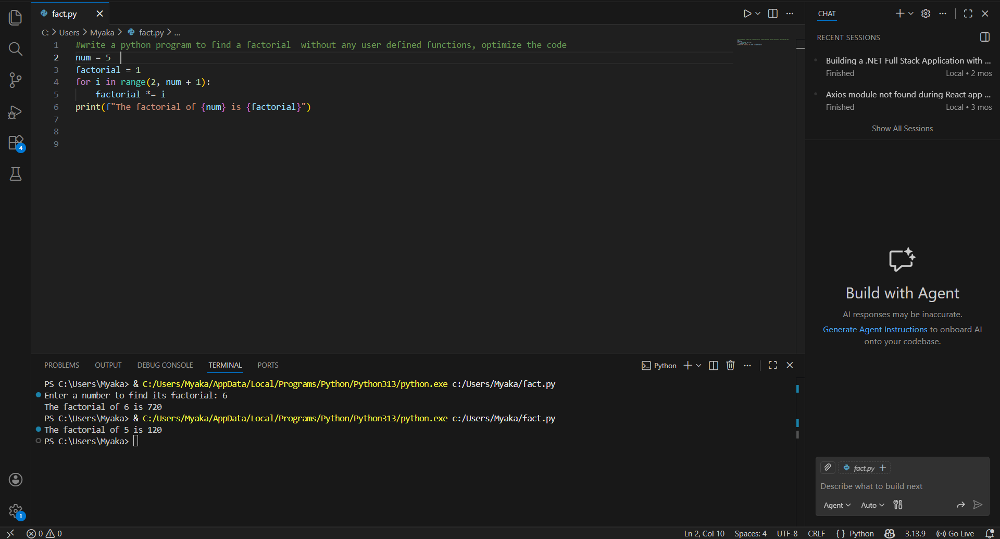 fact.py
C: > Users > Myaka > fact.py > ...
1 #write a python program to find a factorial  without any user defined functions, optimize the code
2 num = 5
3 factorial = 1
4 for i in range(2, num + 1):
5     factorial *= i
6 print(f"The factorial of {num} is {factorial}")
7
8
9
4
PROBLEMS OUTPUT DEBUG CONSOLE TERMINAL PORTS
Python
PS C:\Users\Myaka> & C:/Users/Myaka/AppData/Local/Programs/Python/Python313/python.exe c:/Users/Myaka/fact.py
Enter a number to find its factorial: 6
The factorial of 6 is 720
PS C:\Users\Myaka> & C:/Users/Myaka/AppData/Local/Programs/Python/Python313/python.exe c:/Users/Myaka/fact.py
The factorial of 5 is 120
PS C:\Users\Myaka>
1
CHAT
RECENT SESSIONS
Building a .NET Full Stack Application with ...
Finished Local • 2 mos
Axios module not found during React app ...
Finished Local • 3 mos
Show All Sessions
Build with Agent
AI responses may be inaccurate.
Generate Agent Instructions to onboard AI
onto your codebase.
fact.py
Describe what to build next
Agent Auto
0 0
Ln 2, Col 10 Spaces: 4 UTF-8 CRLF { } Python 3.13.9 Go Live